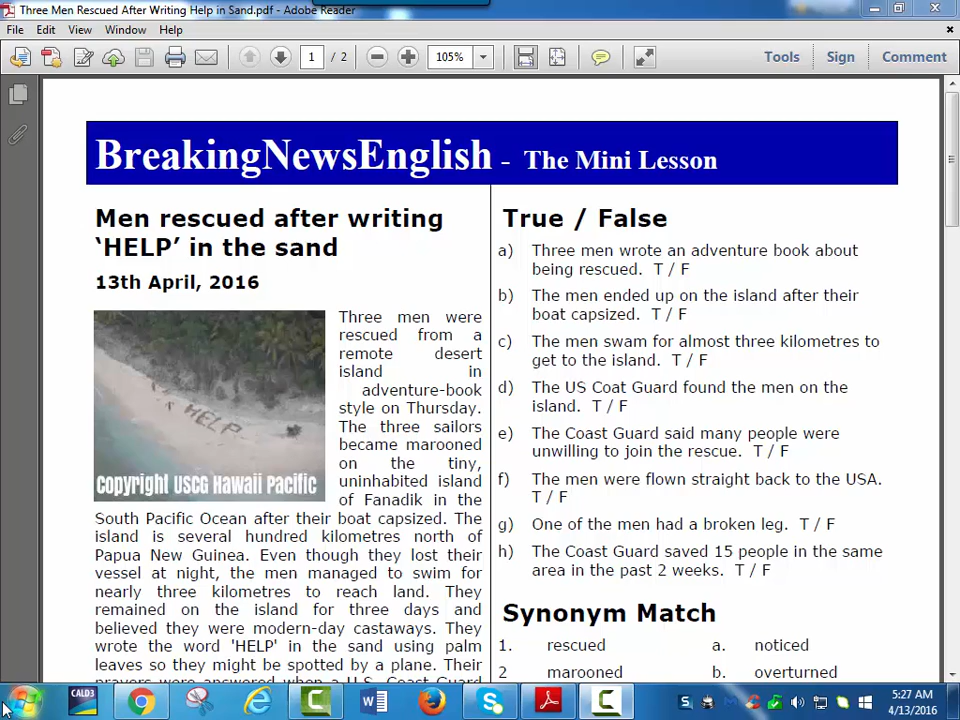 Three Men Rescued After Writing Help in Sand.pdf - Adobe Reader
File Edit View Window Help
1 / 2 105% Tools Sign Comment
BreakingNewsEnglish - The Mini Lesson
Men rescued after writing
‘HELP’ in the sand
13th April, 2016
HELP
Copyright USCG Hawaii Pacific
Three men were
rescued from a
remote desert
island in
adventure-book
style on Thursday.
The three sailors
became marooned
on the tiny,
uninhabited island
of Fanadik in the
South Pacific Ocean after their boat capsized. The
island is several hundred kilometres north of
Papua New Guinea. Even though they lost their
vessel at night, the men managed to swim for
nearly three kilometres to reach land. They
remained on the island for three days and
believed they were modern-day castaways. They
wrote the word 'HELP' in the sand using palm
leaves so they might be spotted by a plane. Their
prayers were answered when a U.S. Coast Guard
True / False
a) Three men wrote an adventure book about
being rescued. T / F
b) The men ended up on the island after their
boat capsized. T / F
c) The men swam for almost three kilometres to
get to the island. T / F
d) The US Coat Guard found the men on the
island. T / F
e) The Coast Guard said many people were
unwilling to join the rescue. T / F
f) The men were flown straight back to the USA.
T / F
g) One of the men had a broken leg. T / F
h) The Coast Guard saved 15 people in the same
area in the past 2 weeks. T / F
Synonym Match
1. rescued a. noticed
2 marooned b. overturned
CALD3
5:27 AM
4/13/2016